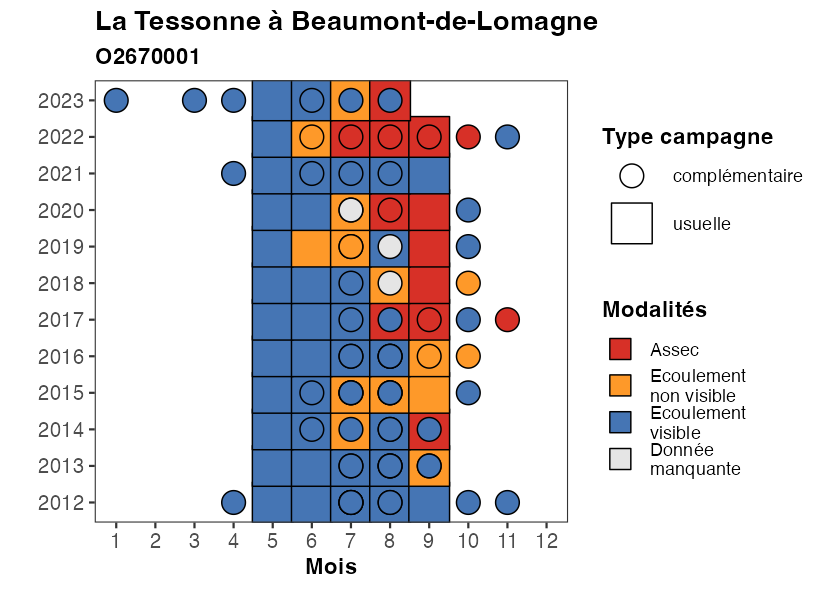 La Tessonne à Beaumont-de-Lomagne
O2670001
2023
2022
2021
2020
2019
2018
2017
2016
2015
2014
2013
2012
1 2 3 4 5 6 7 8 9 10 11 12
Mois
Type campagne
complémentaire
usuelle
Modalités
Assec
Ecoulement
non visible
Ecoulement
visible
Donnée
manquante